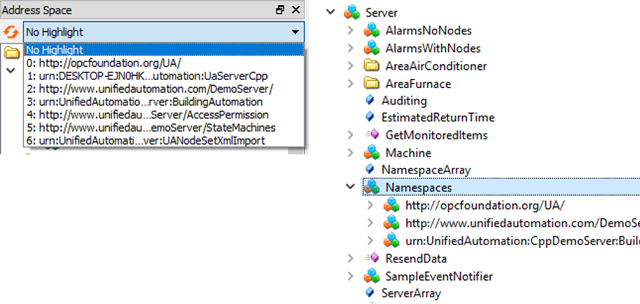 Address Space
No Highlight
No Highlight
0: http://opcfoundation.org/UA/
1: urn:DESKTOP-EJN0HK...utomation:UaServerCpp
2: http://www.unifiedautomation.com/DemoServer/
3: urn:UnifiedAutomatio...rver:BuildingAutomation
4: http://www.unifiedau...Server/AccessPermission
5: http://www.unifiedau...emoServer/StateMachines
6: urn:UnifiedAutomati...ver:UANodeSetXmlImport
Server
AlarmsNoNodes
AlarmsWithNodes
AreaAirConditioner
AreaFurnace
Auditing
EstimatedReturnTime
GetMonitoredItems
Machine
NamespaceArray
Namespaces
http://opcfoundation.org/UA/
http://www.unifiedautomation.com/DemoSe
urn:UnifiedAutomation:CppDemoServer:Buil
ResendData
SampleEventNotifier
ServerArray